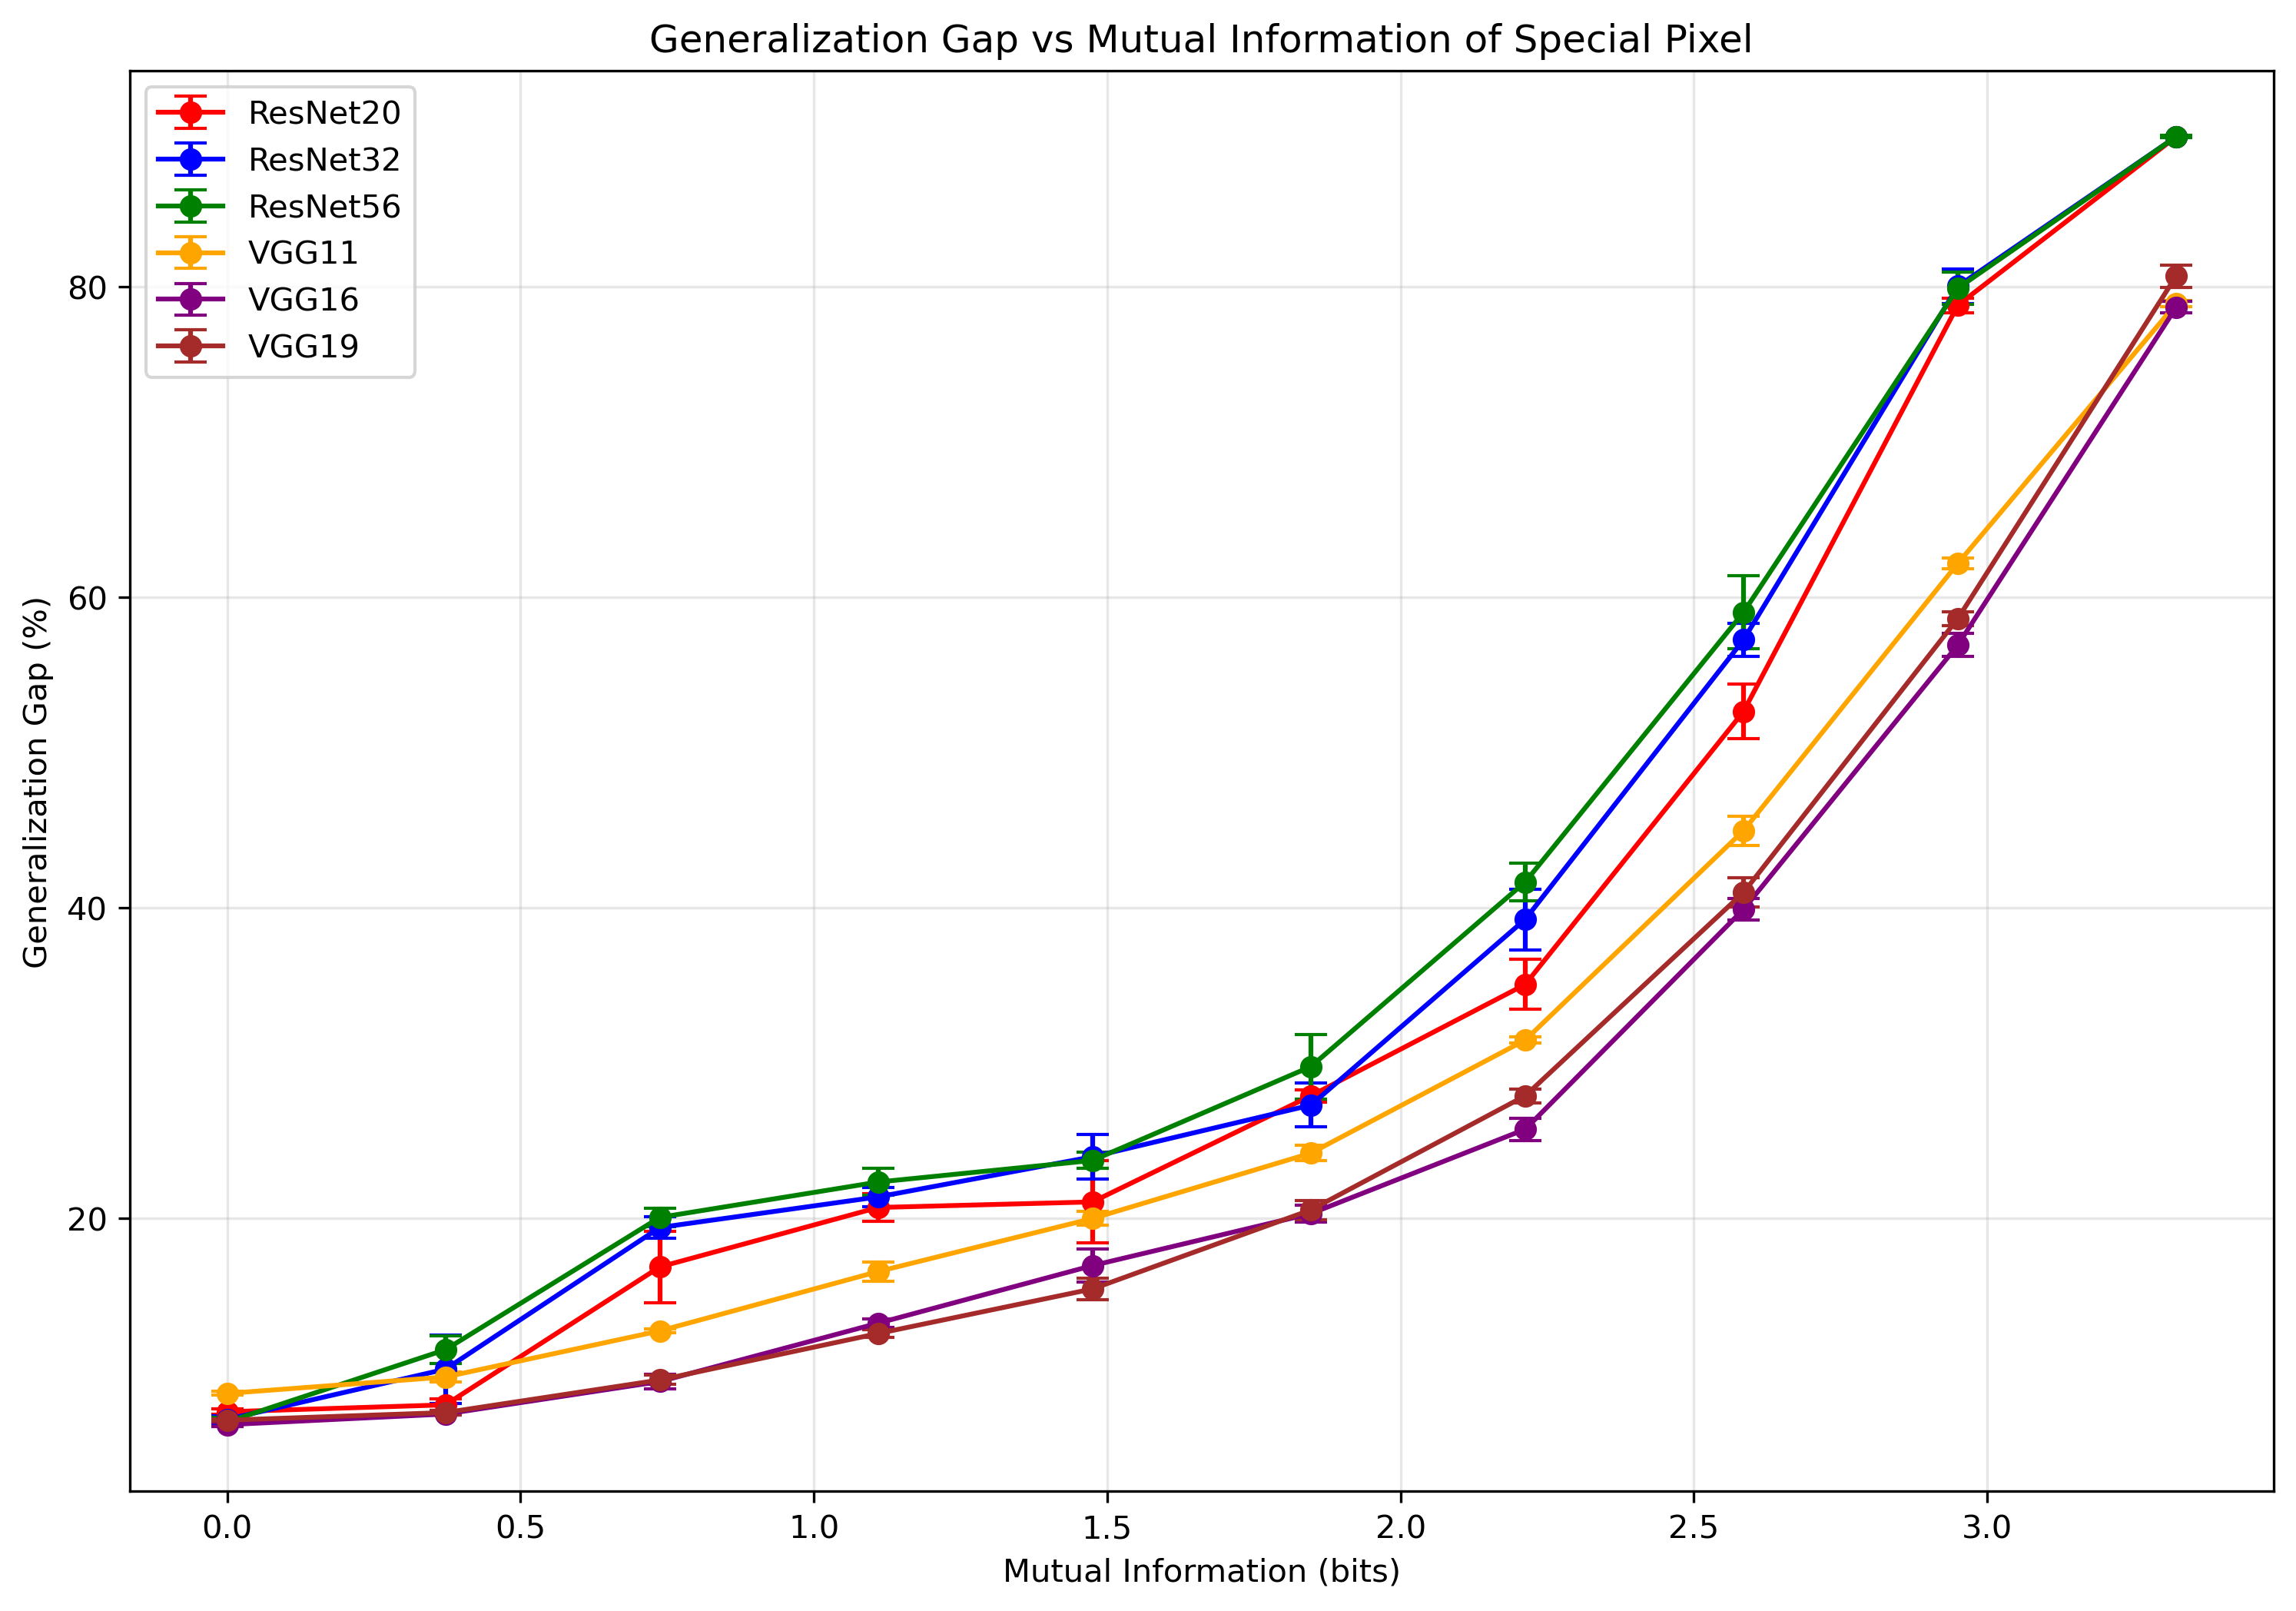 Generalization Gap vs Mutual Information of Special Pixel
ResNet20
ResNet32
ResNet56
VGG11
VGG16
VGG19
80
60
40
20
Generalization Gap (%)
0.0 0.5 1.0 1.5 2.0 2.5 3.0
Mutual Information (bits)